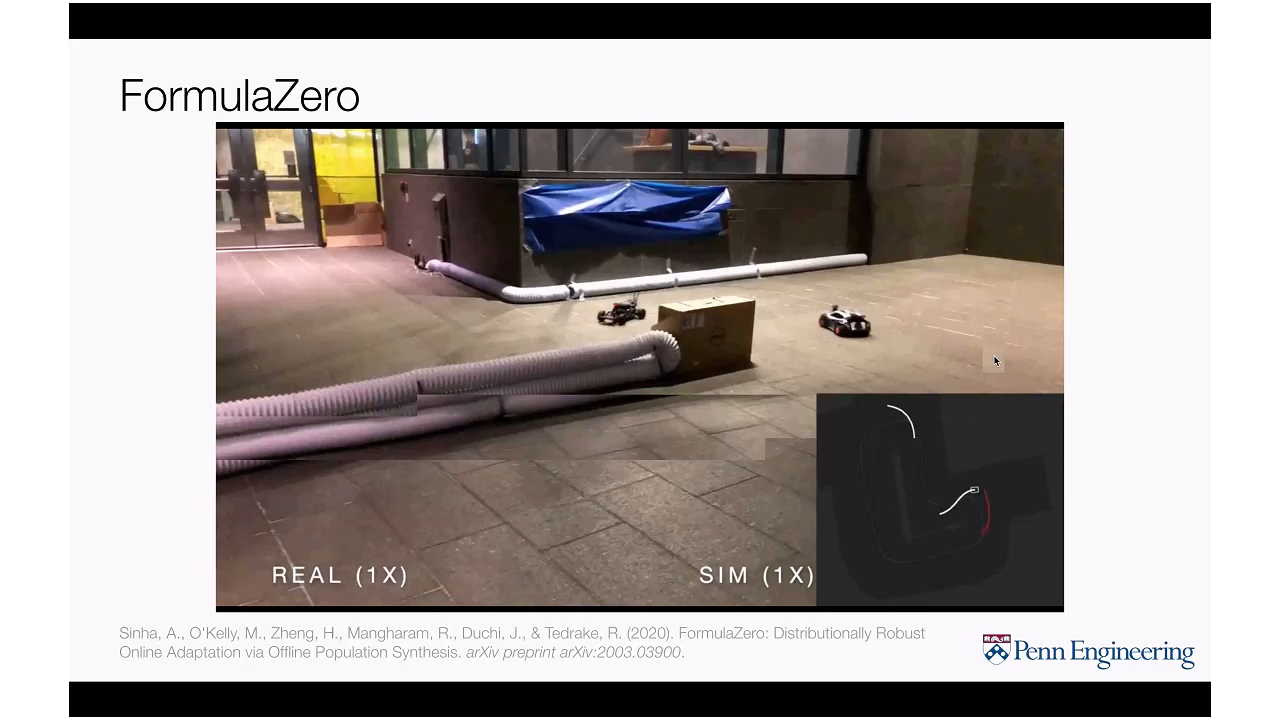 FormulaZero
REAL (1X)
SIM (1X)
Sinha, A., O'Kelly, M., Zheng, H., Mangharam, R., Duchi, J., & Tedrake, R. (2020). FormulaZero: Distributionally Robust
Online Adaptation via Offline Population Synthesis. arXiv preprint arXiv:2003.03900.
Penn Engineering